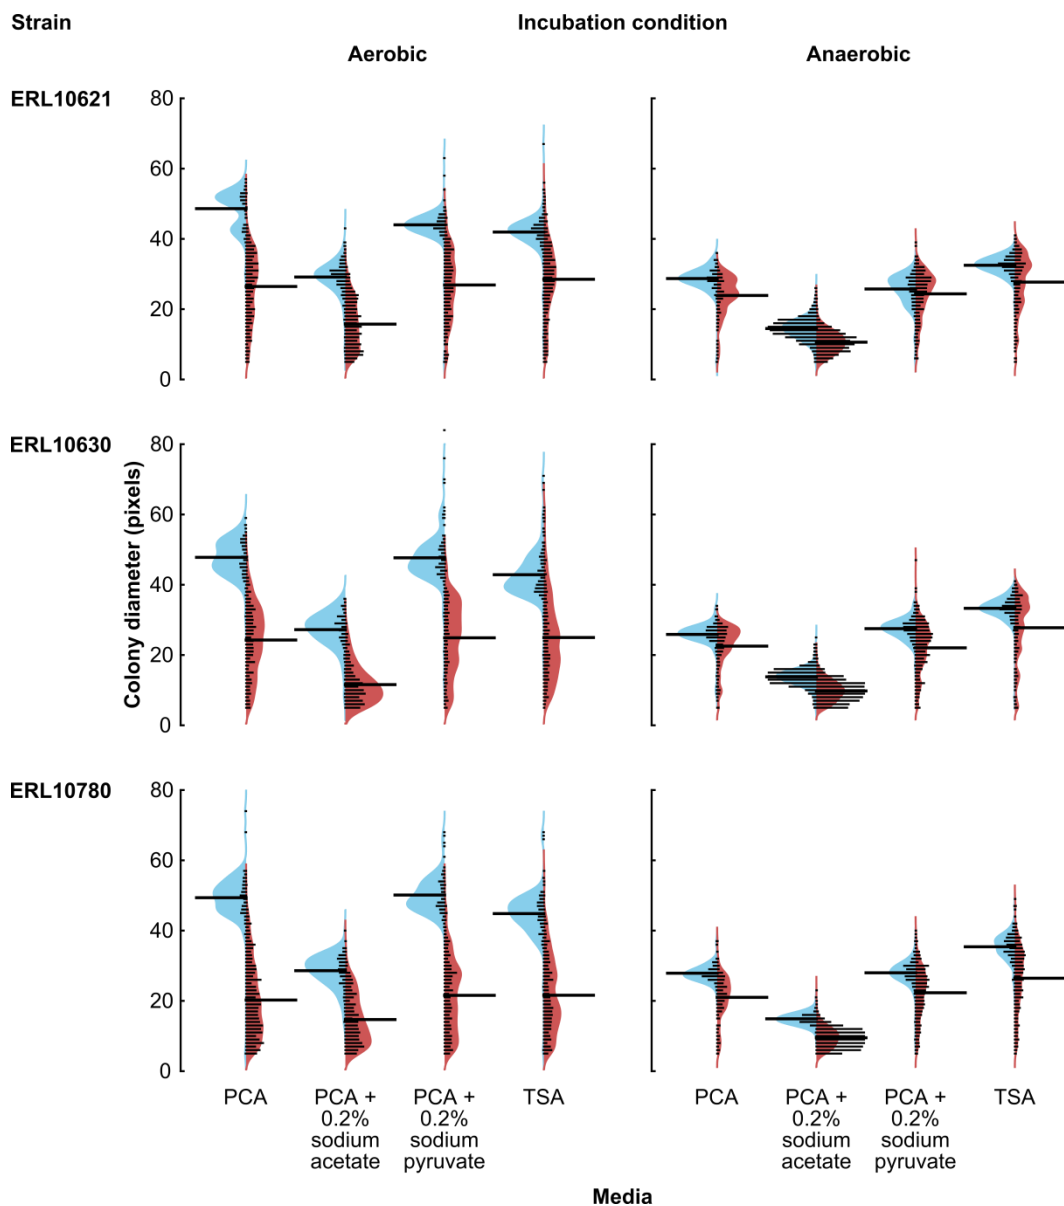 Strain
Incubation condition
Aerobic
Anaerobic
ERL10621
80
60
40
20
0
ERL10630
80
60
40
20
0
Colony diameter (pixels)
ERL10780
80
60
40
20
0
PCA
PCA +
0.2%
sodium
acetate
PCA +
0.2%
sodium
pyruvate
TSA
PCA
PCA +
0.2%
sodium
acetate
PCA +
0.2%
sodium
pyruvate
TSA
Media